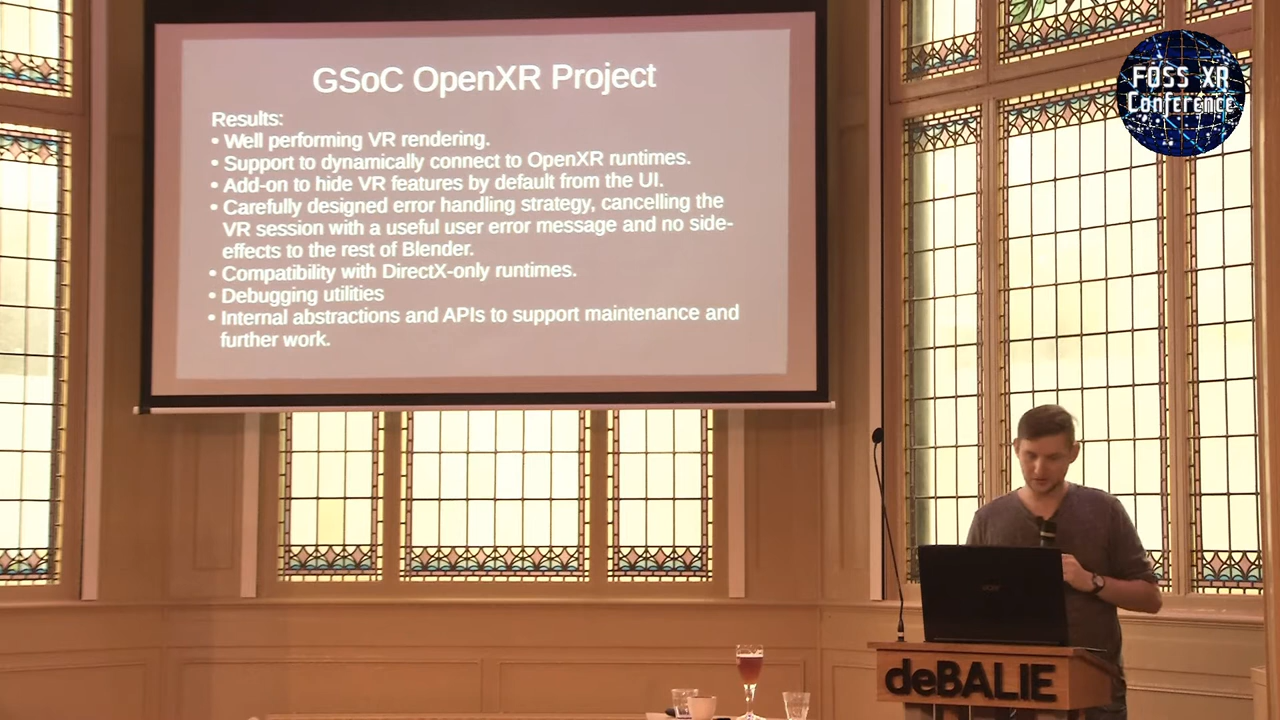 GSoC OpenXR Project
Results:
• Well performing VR rendering.
• Support to dynamically connect to OpenXR runtimes.
• Add-on to hide VR features by default from the UI.
• Carefully designed error handling strategy, cancelling the
VR session with a useful user error message and no side-
effects to the rest of Blender.
• Compatibility with DirectX-only runtimes.
• Debugging utilities
• Internal abstractions and APIs to support maintenance and
further work.
FOSS XR
Conference
acer
deBALIE